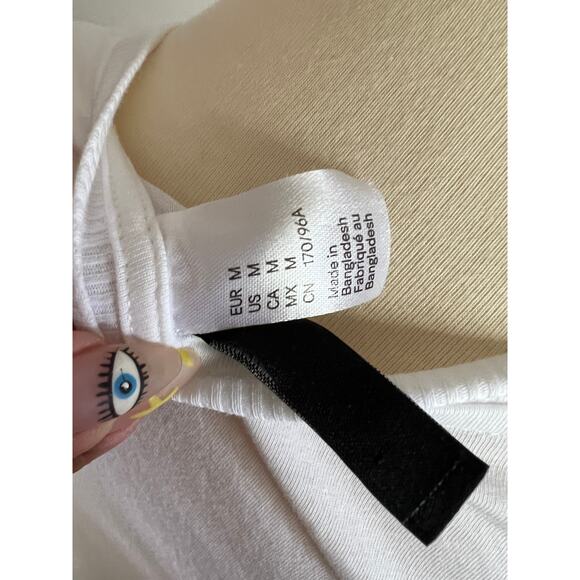 EUR M
US M
CA M
MX M
CN 170/96A
Made in
Bangladesh
Fabriqué au
Bangladesh